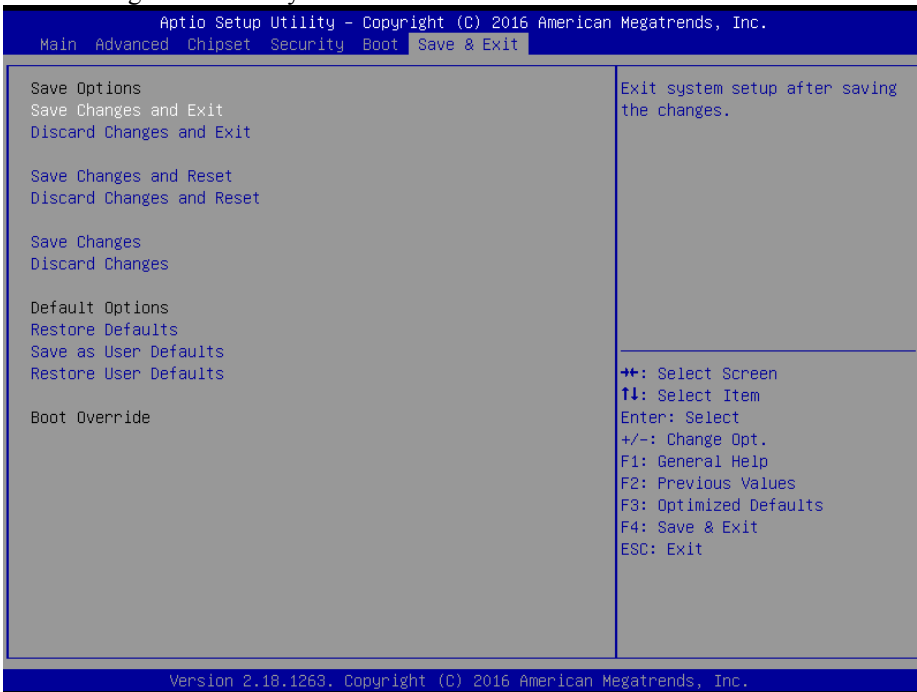 Aptio Setup Utility – Copyright (C) 2016 American Megatrends, Inc.
Main Advanced Chipset Security Boot Save & Exit
Save Options
Save Changes and Exit
Discard Changes and Exit
Save Changes and Reset
Discard Changes and Reset
Save Changes
Discard Changes
Default Options
Restore Defaults
Save as User Defaults
Restore User Defaults
Boot Override
Exit system setup after saving
the changes.
→←: Select Screen
↑↓: Select Item
Enter: Select
+/-: Change Opt.
F1: General Help
F2: Previous Values
F3: Optimized Defaults
F4: Save & Exit
ESC: Exit
Version 2.18.1263. Copyright (C) 2016 American Megatrends, Inc.